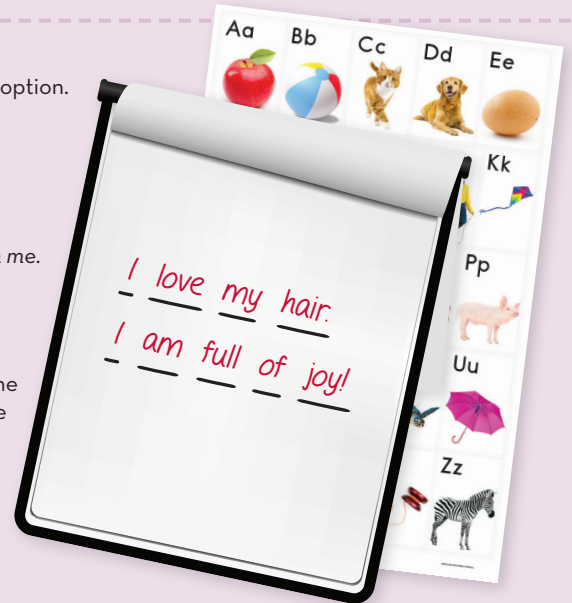 option.
me.
Aa Bb Cc Dd Ee
Kk
Pp
Uu
Zz
I love my hair.
I am full of joy!